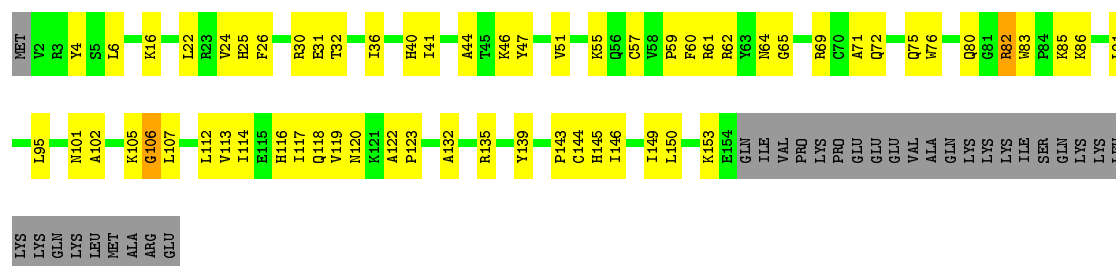 MET V2 R3 Y4 S5 L6 K16 L22 R23 V24 H25 F26 R30 E31 T32 I36 H40 I41 A44 T45 K46 Y47 V51 K55 Q56 C57 V58 P59 F60 R61 R62 Y63 N64 G65 R69 C70 A71 Q72 Q75 W76 Q80 G81 R82 W83 P84 K85 K86
L95 N101 A102 K105 G106 L107 L112 V113 I114 E115 H116 I117 Q118 V119 N120 K121 A122 P123 A132 R135 Y139 P143 C144 H145 I146 I149 L150 K153 E154 GLN ILE VAL PRO LYS PRO GLU GLU GLU VAL ALA GLN LYS LYS LYS ILE SER GLN LYS LYS LEU
LYS LYS GLN LYS LEU MET ALA ARG GLU